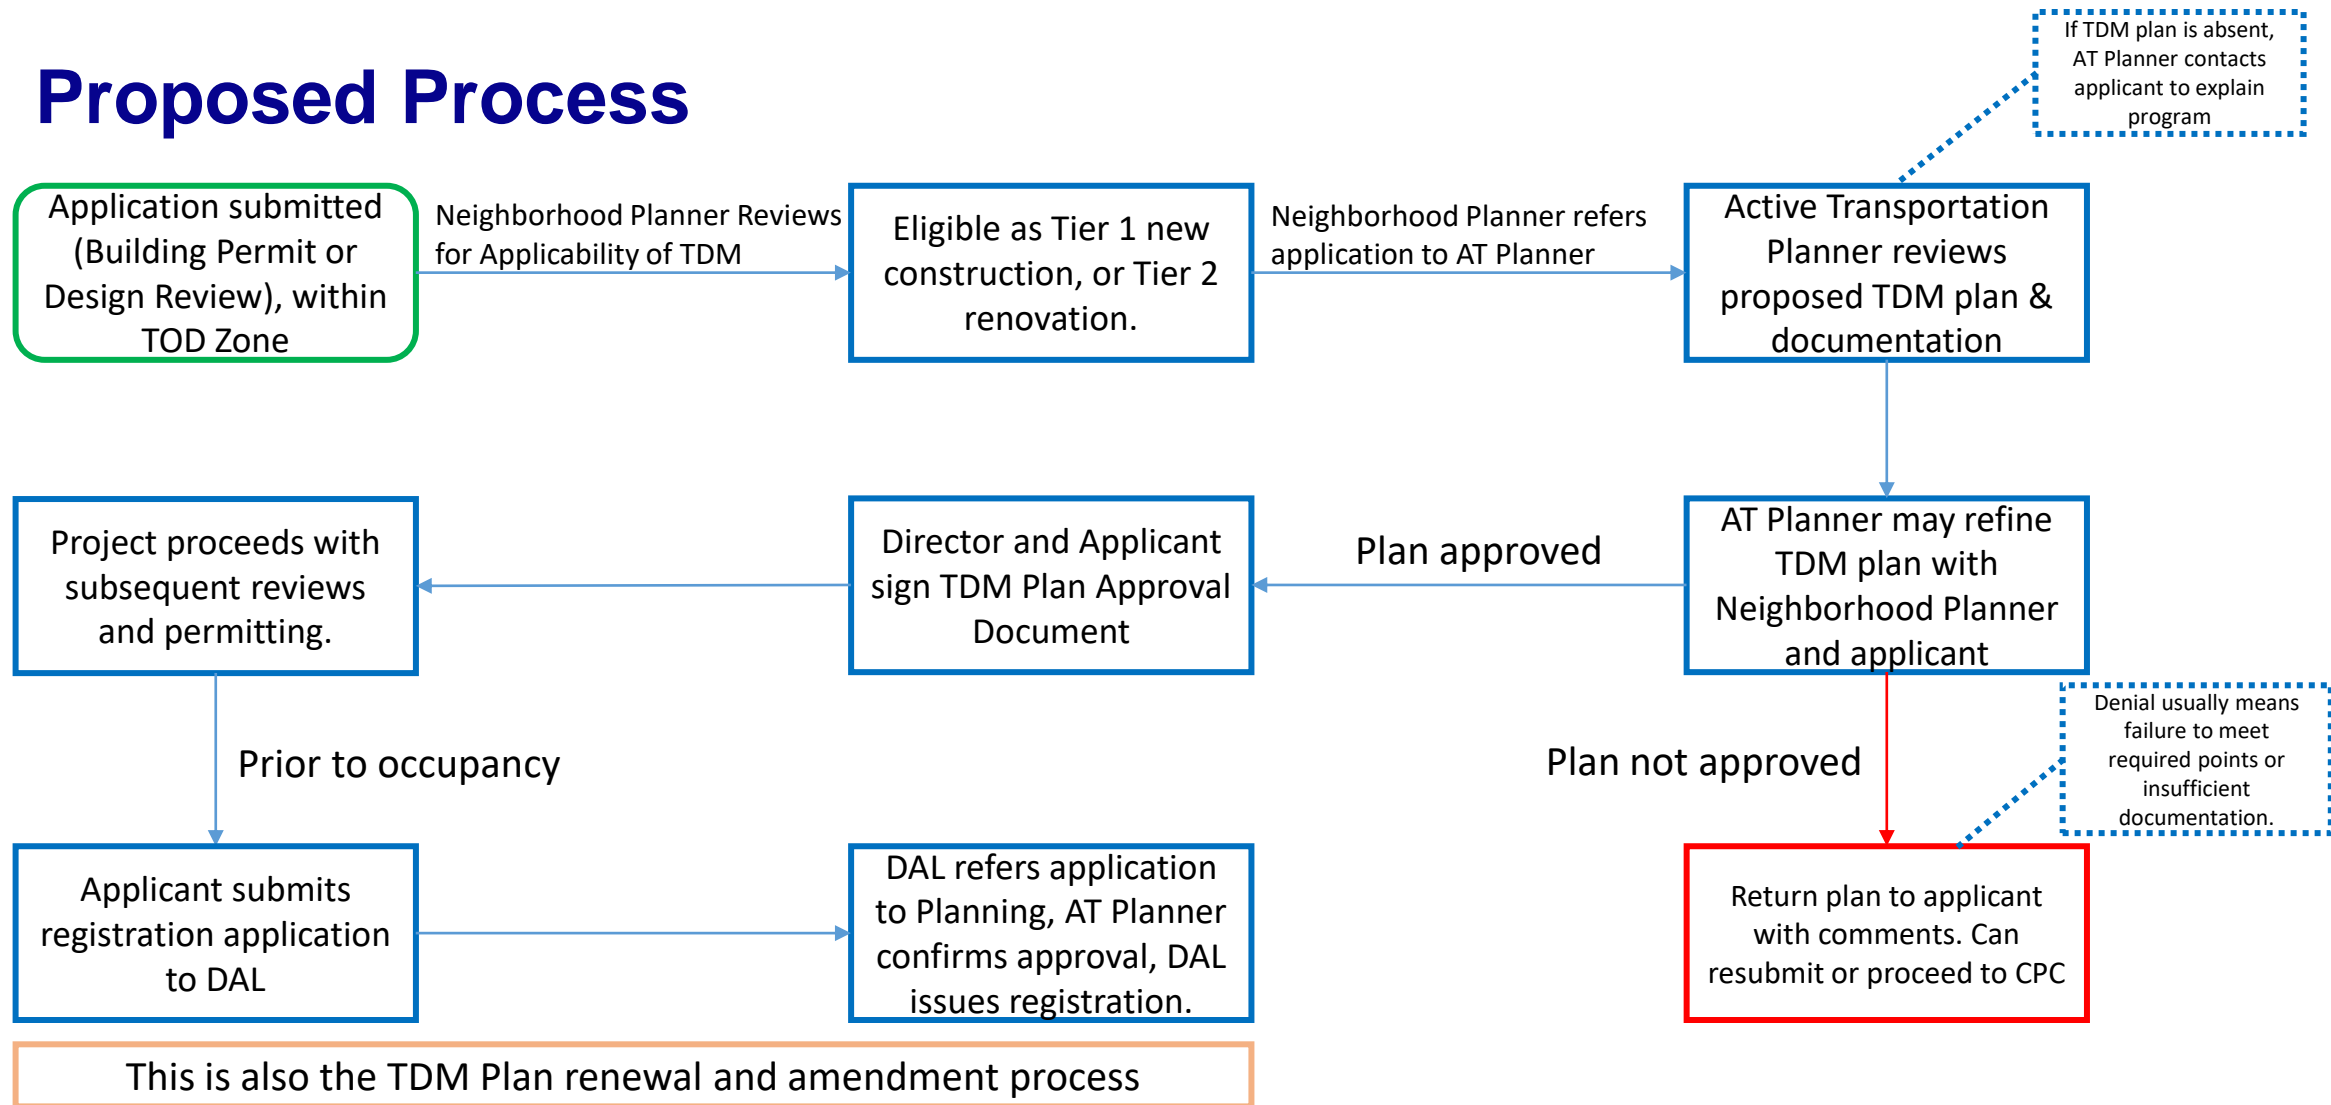 Proposed Process
If TDM plan is absent,
AT Planner contacts
applicant to explain
program
Application submitted
(Building Permit or
Design Review), within
TOD Zone
Neighborhood Planner Reviews
for Applicability of TDM
Eligible as Tier 1 new
construction, or Tier 2
renovation.
Neighborhood Planner refers
application to AT Planner
Active Transportation
Planner reviews
proposed TDM plan &
documentation
AT Planner may refine
TDM plan with
Neighborhood Planner
and applicant
Plan approved
Director and Applicant
sign TDM Plan Approval
Document
Project proceeds with
subsequent reviews
and permitting.
Plan not approved
Denial usually means
failure to meet
required points or
insufficient
documentation.
Return plan to applicant
with comments. Can
resubmit or proceed to CPC
Prior to occupancy
Applicant submits
registration application
to DAL
DAL refers application
to Planning, AT Planner
confirms approval, DAL
issues registration.
This is also the TDM Plan renewal and amendment process